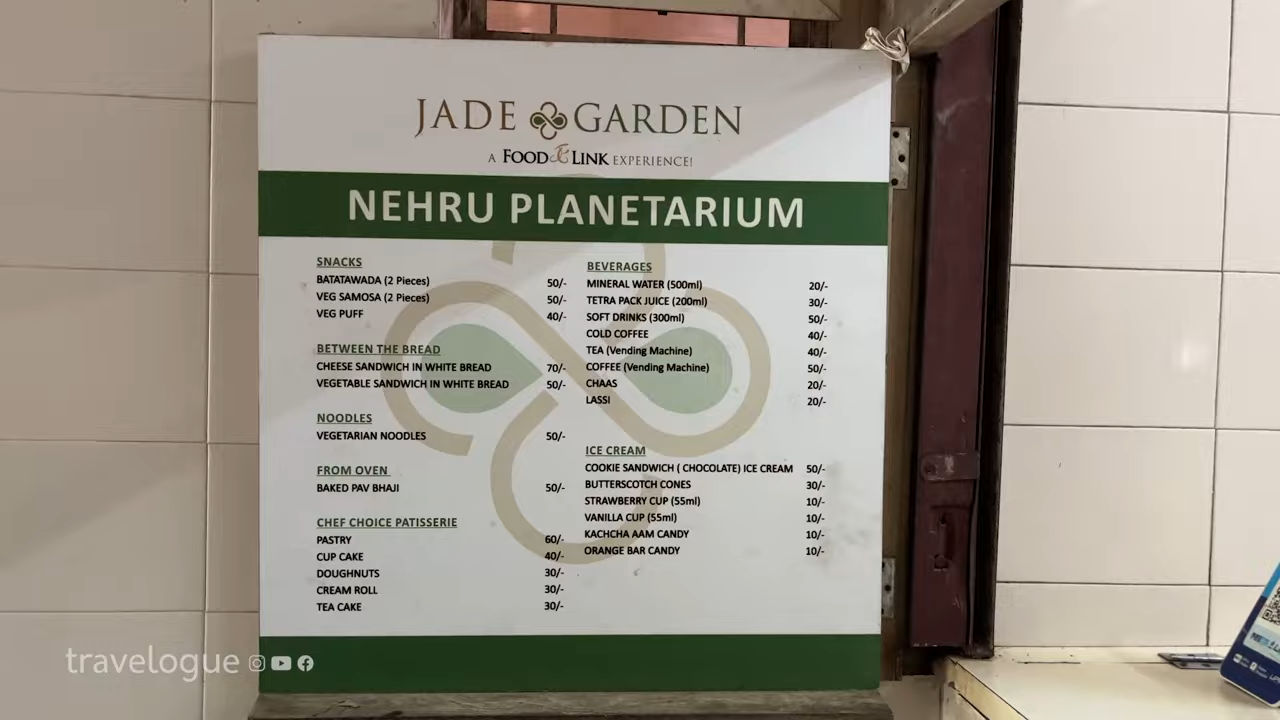 JADE GARDEN
A FOOD LINK EXPERIENCE!
NEHRU PLANETARIUM
SNACKS
BATATAWADA (2 Pieces) 50/-
VEG SAMOSA (2 Pieces) 50/-
VEG PUFF 40/-
BETWEEN THE BREAD
CHEESE SANDWICH IN WHITE BREAD 70/-
VEGETABLE SANDWICH IN WHITE BREAD 50/-
NOODLES
VEGETARIAN NOODLES 50/-
FROM OVEN
BAKED PAV BHAJI 50/-
CHEF CHOICE PATISSERIE
PASTRY 60/-
CUP CAKE 40/-
DOUGHNUTS 30/-
CREAM ROLL 30/-
TEA CAKE 30/-
BEVERAGES
MINERAL WATER (500ml) 20/-
TETRA PACK JUICE (200ml) 30/-
SOFT DRINKS (300ml) 50/-
COLD COFFEE 40/-
TEA (Vending Machine) 40/-
COFFEE (Vending Machine) 50/-
CHAAS 20/-
LASSI 20/-
ICE CREAM
COOKIE SANDWICH ( CHOCOLATE) ICE CREAM 50/-
BUTTERSCOTCH CONES 30/-
STRAWBERRY CUP (55ml) 10/-
VANILLA CUP (55ml) 10/-
KACHCHA AAM CANDY 10/-
ORANGE BAR CANDY 10/-
travelogue